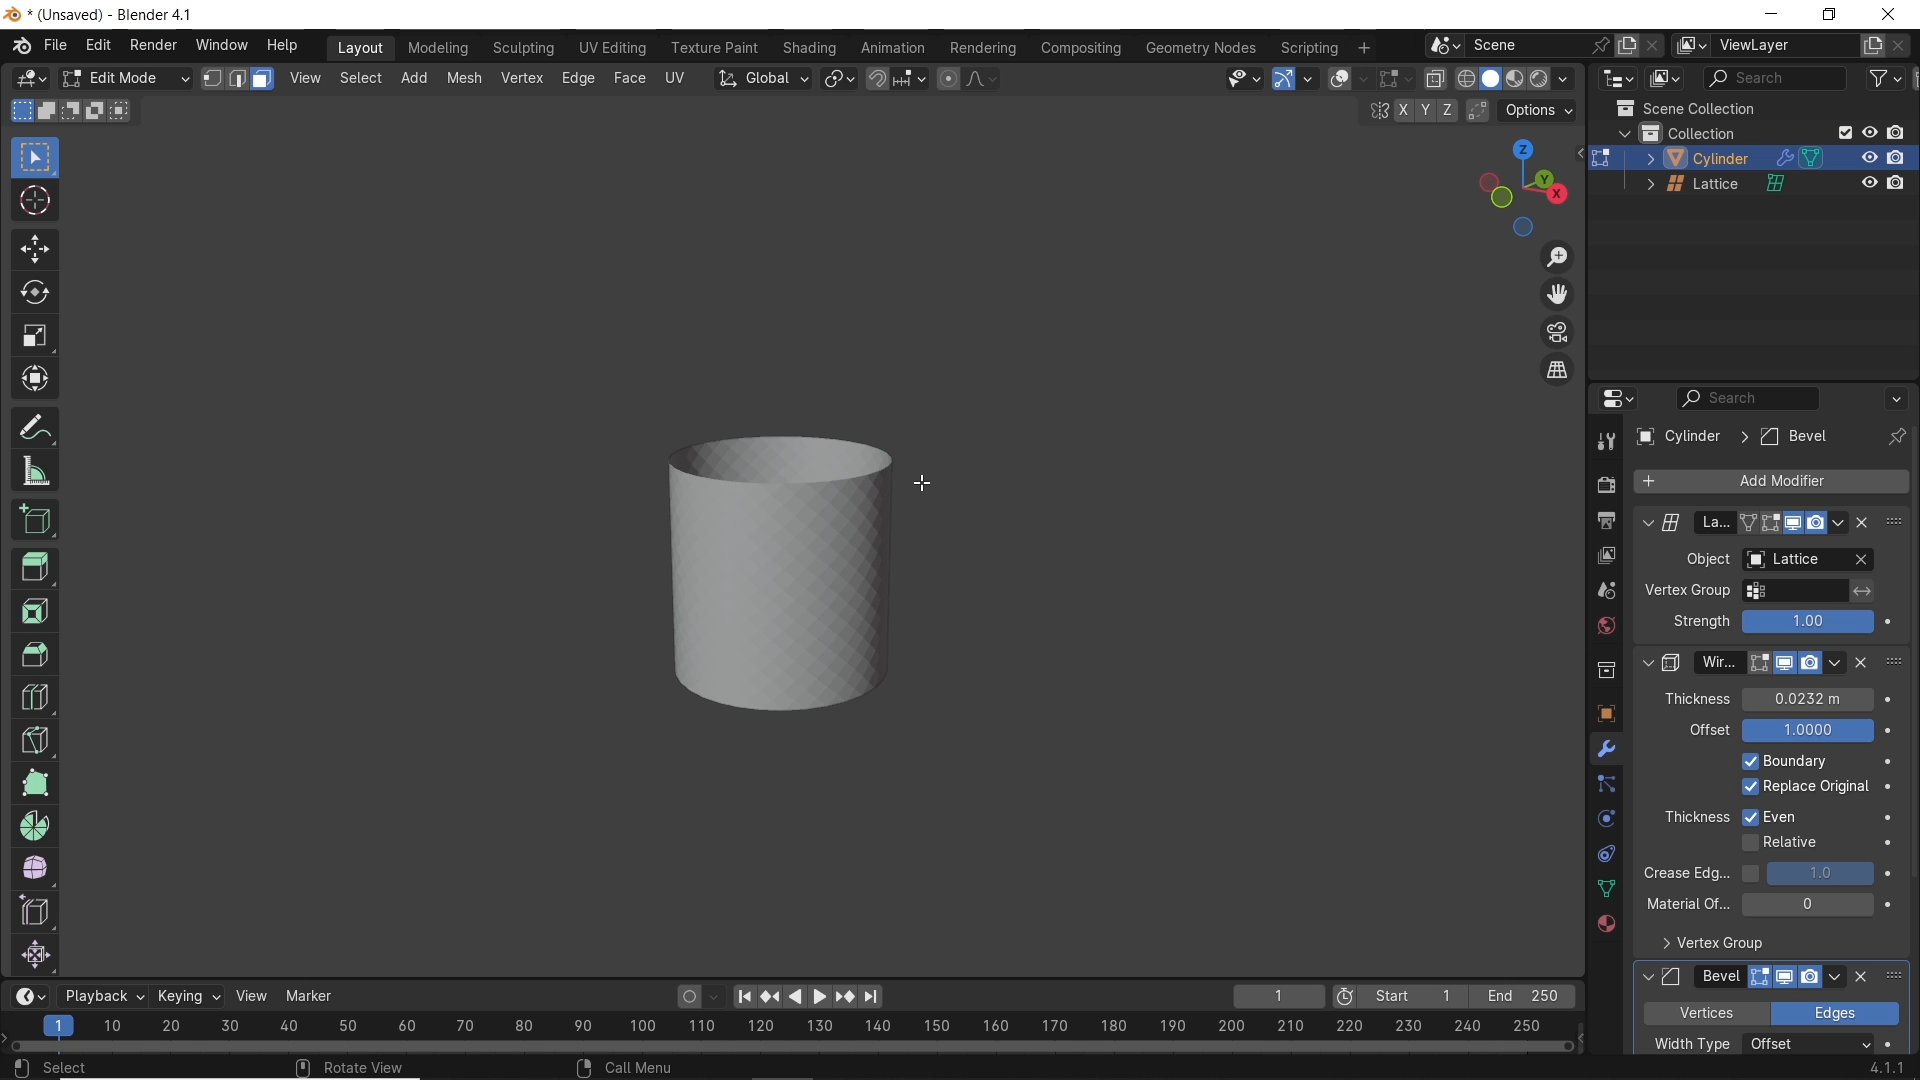 * (Unsaved) - Blender 4.1
File Edit Render Window Help Layout Modeling Sculpting UV Editing Texture Paint Shading Animation Rendering Compositing Geometry Nodes Scripting + Scene ViewLayer
Edit Mode View Select Add Mesh Vertex Edge Face UV Global Search
X Y Z Options
Scene Collection
Collection
Cylinder
Lattice
Z
Y
X
Search
Cylinder > Bevel
+ Add Modifier
La...
Object Lattice
Vertex Group
Strength 1.00
Wir...
Thickness 0.0232 m
Offset 1.0000
Boundary
Replace Original
Thickness Even
Relative
Crease Edg... 1.0
Material Of... 0
Vertex Group
Bevel
Vertices Edges
Width Type Offset
Playback Keying View Marker 1 Start 1 End 250
1 10 20 30 40 50 60 70 80 90 100 110 120 130 140 150 160 170 180 190 200 210 220 230 240 250
Select Rotate View Call Menu 4.1.1